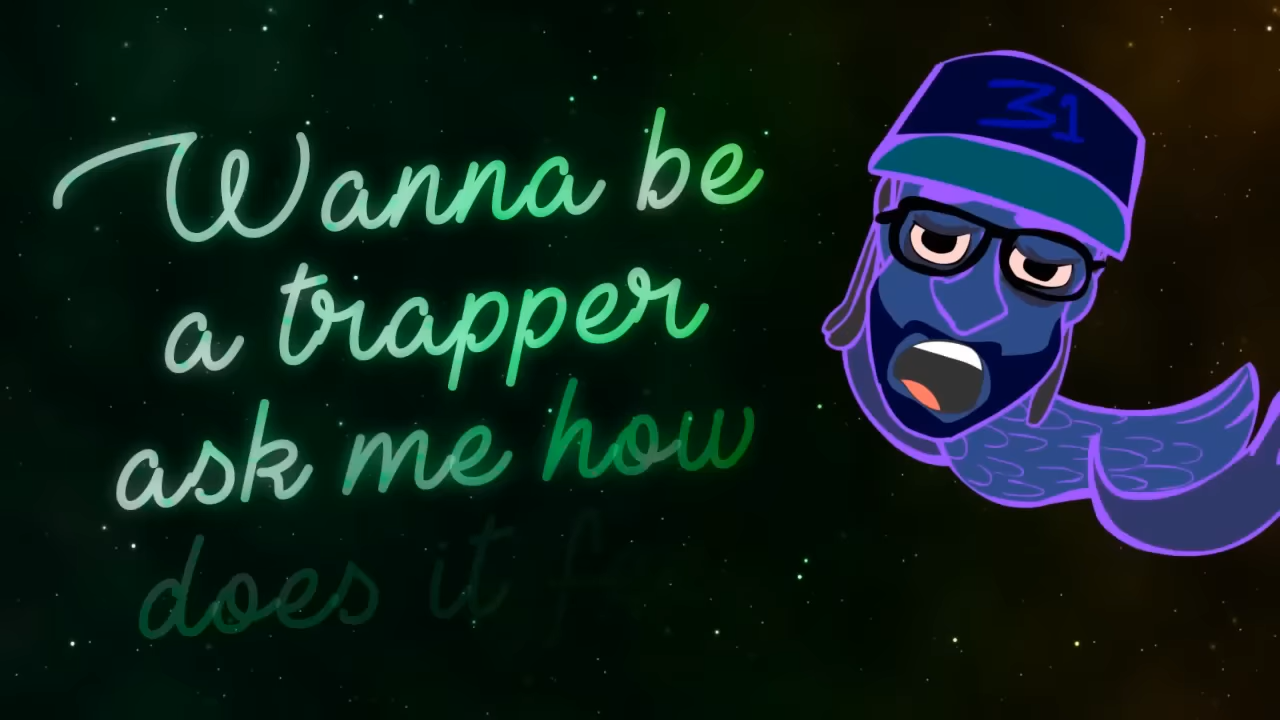 Wanna be
a trapper
ask me how
does it
31